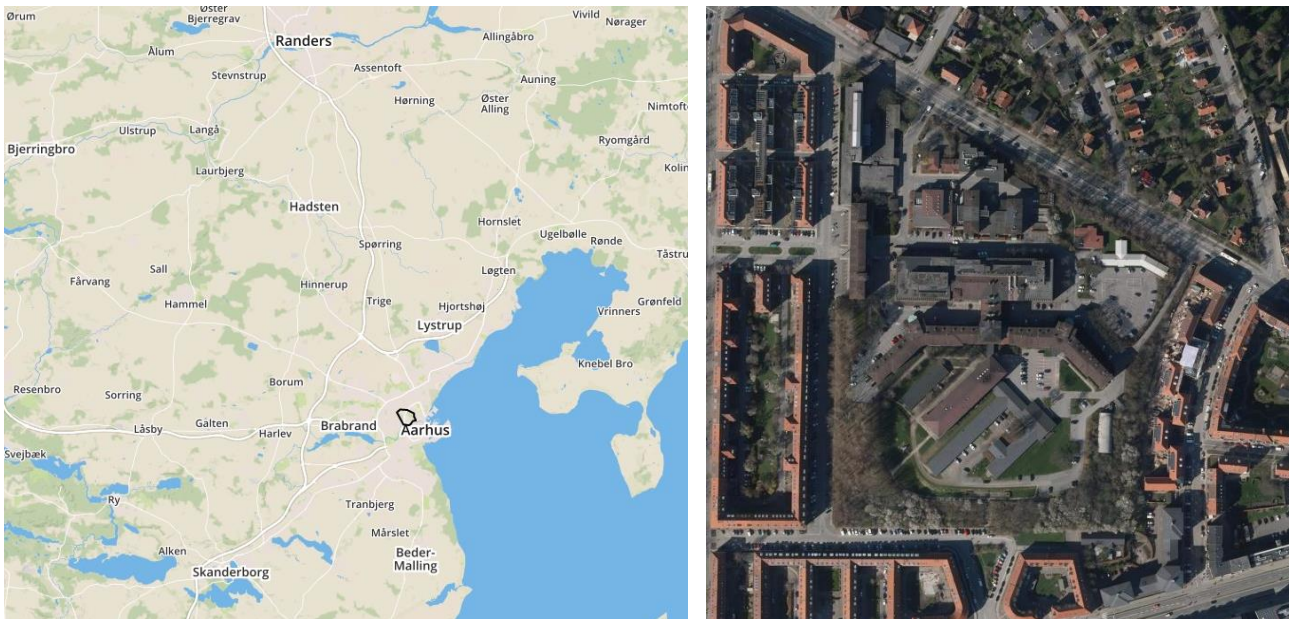 Ørum
Øster
Bjerregrav
Vivild
Nørager
Randers
Allingåbro
Ålum
Assentoft
Stevnstrup
Auning
Hørning
Øster
Alling
Nimtofte
Ulstrup
Langå
Ryomgård
Bjerringbro
Laurbjerg
Kolin
Hadsten
Hornslet
Ugelbølle
Rønde
Spørring
Tåstru
Sall
Løgten
Fårvang
Hinnerup
Hammel
Trige
Hjortshøj
Grønfeld
Vrinners
Lystrup
Knebel Bro
Resenbro
Sorring
Borum
Låsby
Galten
Harlev
Brabrand
Aarhus
Svejbæk
Ry
Tranbjerg
Mårslet
Alken
Skanderborg
Beder-
Malling